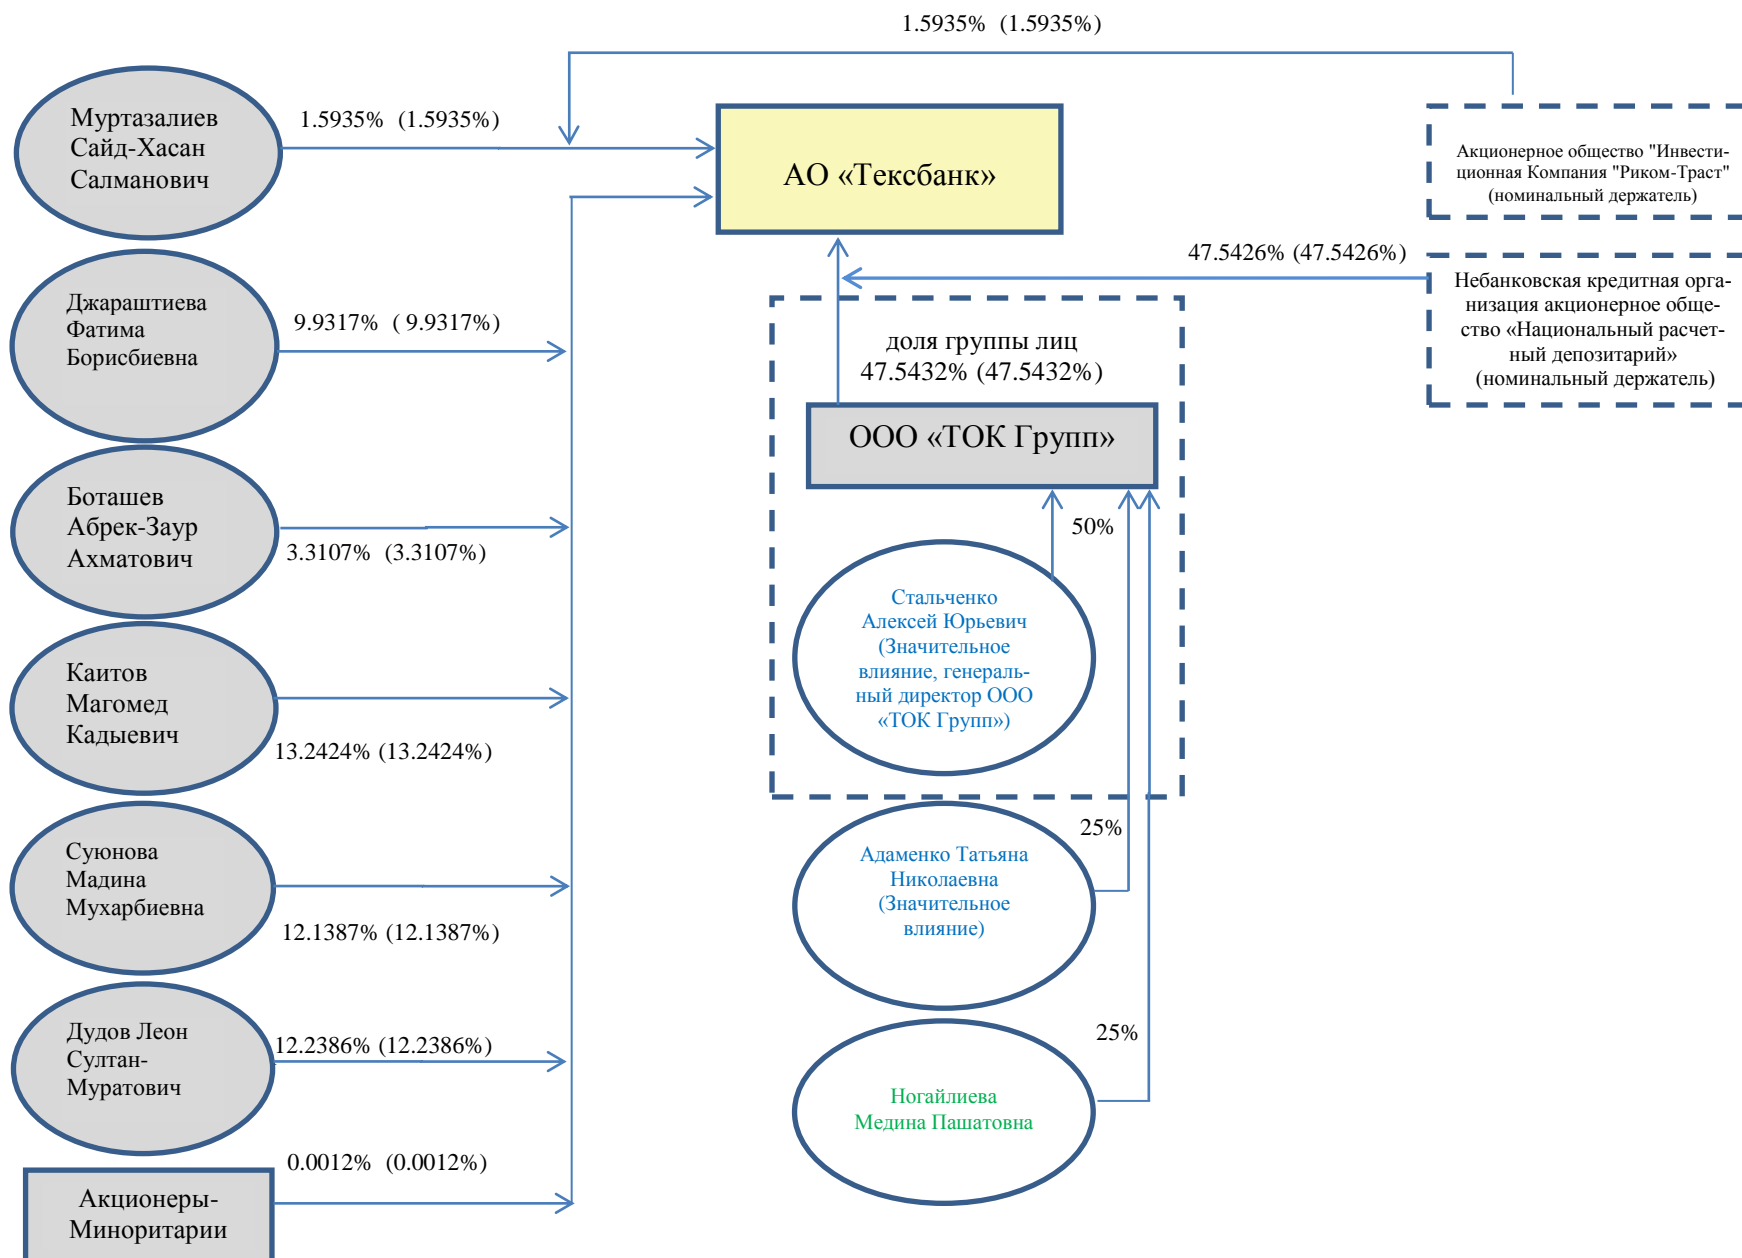 1.5935%  (1.5935%)
Муртазалиев
Сайд-Хасан
Салманович
1.5935%  (1.5935%)
АО «Тексбанк»
Акционерное общество "Инвести-
ционная Компания "Риком-Траст"
(номинальный держатель)
47.5426% (47.5426%)
Небанковская кредитная орга-
низация акционерное обще-
ство «Национальный расчет-
ный депозитарий»
(номинальный держатель)
Джараштиева
Фатима
Борисбиевна
9.9317%  ( 9.9317%)
доля группы лиц
47.5432% (47.5432%)
ООО «ТОК Групп»
Боташев
Абрек-Заур
Ахматович
3.3107%  (3.3107%)
50%
Стальченко
Алексей Юрьевич
(Значительное
влияние, генераль-
ный директор ООО
«ТОК Групп»)
Каитов
Магомед
Кадыевич
13.2424% (13.2424%)
Суюнова
Мадина
Мухарбиевна
12.1387% (12.1387%)
25%
Адаменко Татьяна
Николаевна
(Значительное
влияние)
Дудов Леон
Султан-
Муратович
12.2386% (12.2386%)
25%
Ногайлиева
Медина Пашатовна
0.0012%  (0.0012%)
Акционеры-
Миноритарии